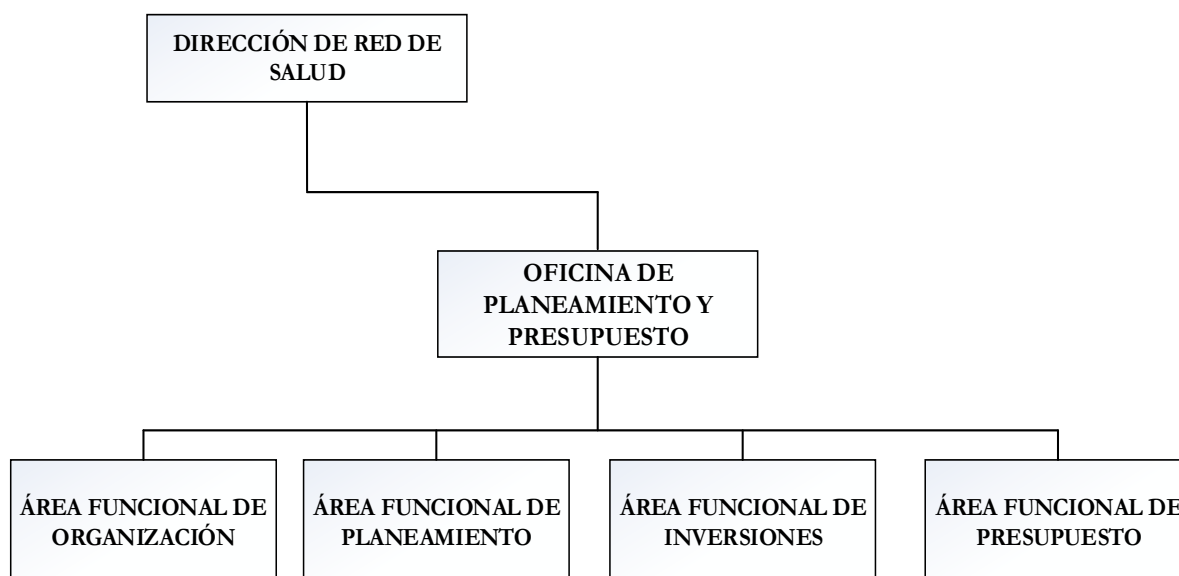 DIRECCIÓN DE RED DE
SALUD
OFICINA DE
PLANEAMIENTO Y
PRESUPUESTO
ÁREA FUNCIONAL DE
ORGANIZACIÓN
ÁREA FUNCIONAL DE
PLANEAMIENTO
ÁREA FUNCIONAL DE
INVERSIONES
ÁREA FUNCIONAL DE
PRESUPUESTO